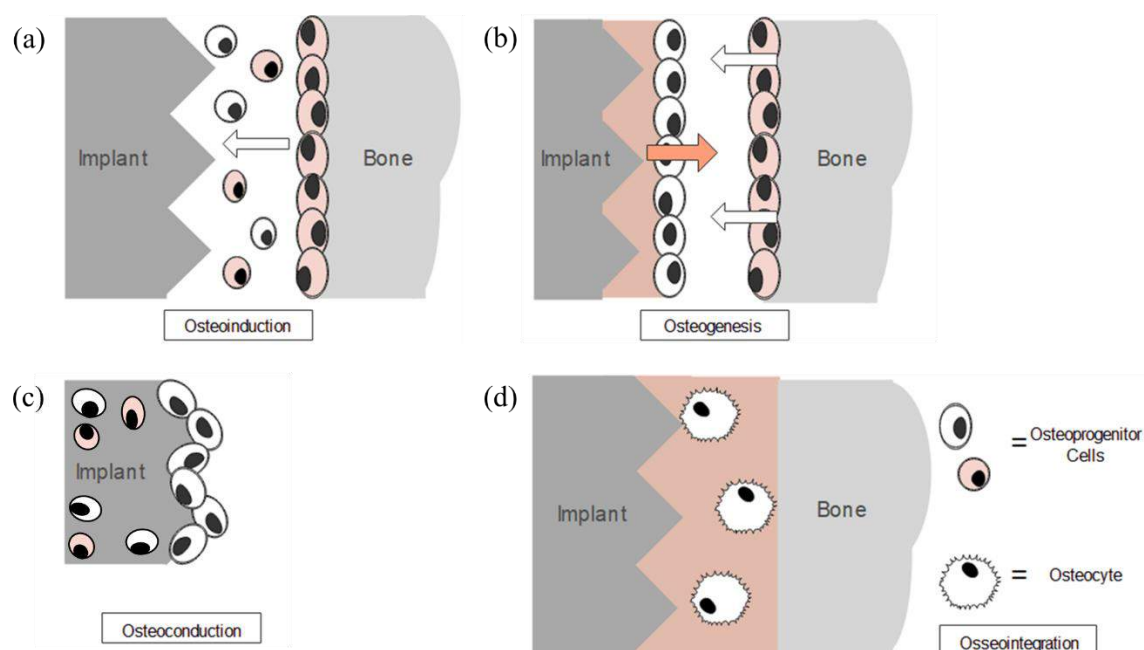 (a)
Implant
Bone
Osteoinduction
(b)
Implant
Bone
Osteogenesis
(c)
Implant
Osteoconduction
(d)
Implant
Bone
= Osteoprogenitor
Cells
= Osteocyte
Osseointegration